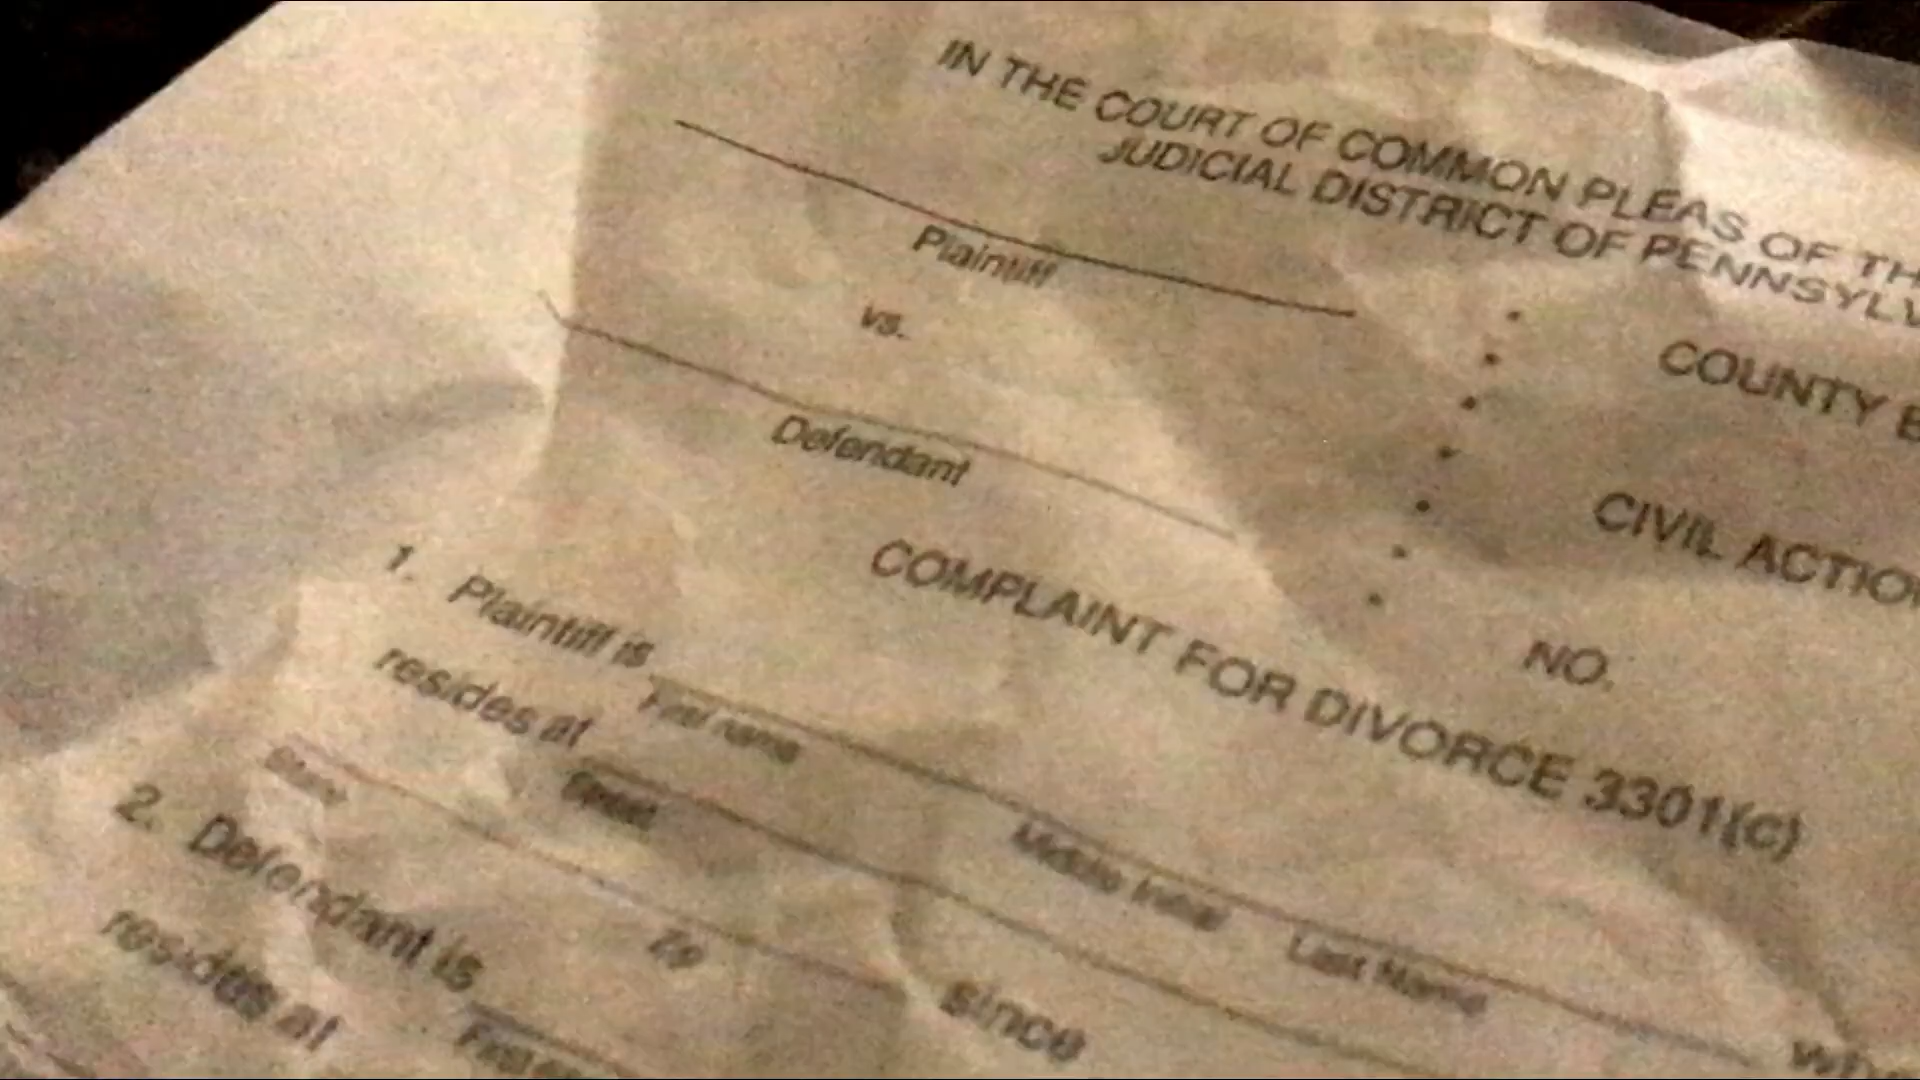 IN THE COURT OF COMMON PLEAS OF TH
JUDICIAL DISTRICT OF PENNSYLV
Plaintiff
vs.
Defendant
COUNTY B
CIVIL ACTIO
NO.
COMPLAINT FOR DIVORCE 3301(c)
1. Plaintiff is
First name Middle Initial Last Name
resides at
Street
Zip since
2. Defendant is
First
resides at